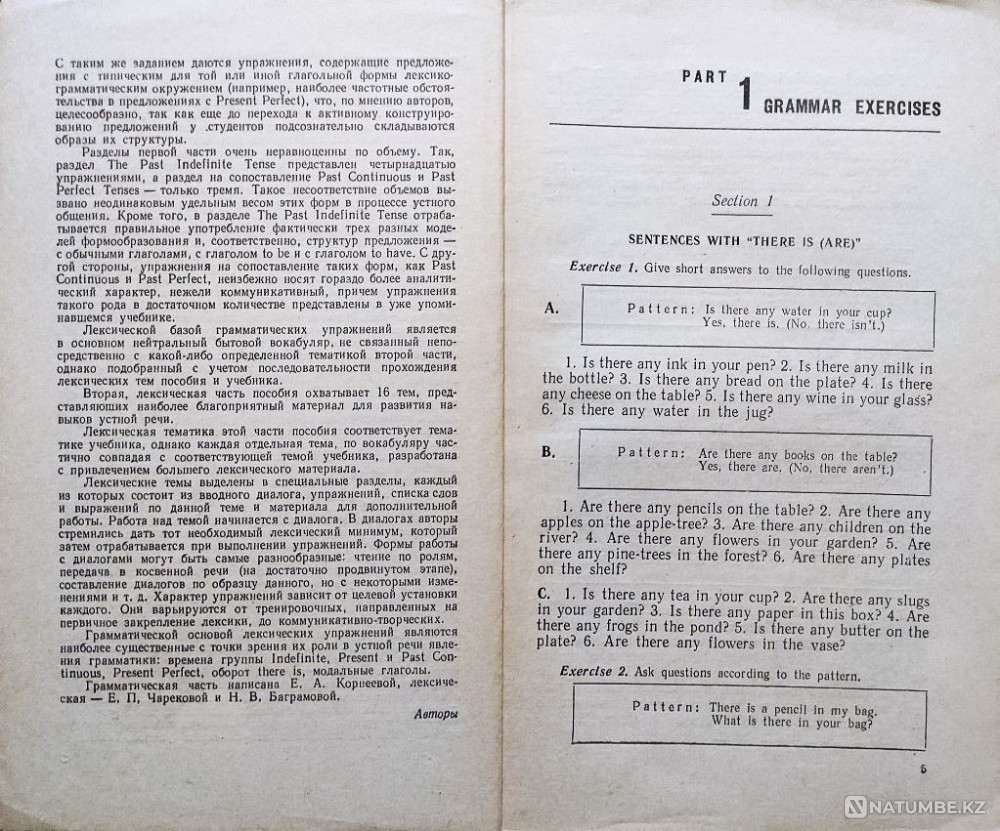 С таким же заданием даются упражнения, содержащие предложе-
ния с типическим для той или иной глагольной формы лексико-
грамматическим окружением (например, наиболее частотные обстоя-
тельства в предложениях с Present Perfect), что, по мнению авторов,
целесообразно, так как еще до перехода к активному конструиро-
ванию предложений у студентов подсознательно складываются
образы их структуры.
Разделы первой части очень неравноценны по объему. Так,
раздел The Past Indefinite Tense представлен четырнадцатью
упражнениями, а раздел на сопоставление Past Continuous и Past
Perfect Tenses — только тремя. Такое несоответствие объемов вы-
звано неодинаковым удельным весом этих форм в процессе устного
общения. Кроме того, в разделе The Past Indefinite Tense отраба-
тывается правильное употребление фактически трех разных моде-
лей формообразования и, соответственно, структур предложения —
с обычными глаголами, с глаголом to be и с глаголом to have. С дру-
гой стороны, упражнения на сопоставление таких форм, как Past
Continuous и Past Perfect, неизбежно носят гораздо более аналити-
ческий характер, нежели коммуникативный, причем упражнения
такого рода в достаточном количестве представлены в уже упоми-
навшемся учебнике.
Лексической базой грамматических упражнений является
в основном нейтральный бытовой вокабуляр, не связанный непо-
средственно с какой-либо определенной тематикой второй части,
однако подобранный с учетом последовательности прохождения
лексических тем пособия и учебника.
Вторая, лексическая часть пособия охватывает 16 тем, пред-
ставляющих наиболее благоприятный материал для развития на-
выков устной речи.
Лексическая тематика этой части пособия соответствует тема-
тике учебника, однако каждая отдельная тема, по вокабуляру час-
тично совпадая с соответствующей темой учебника, разработана
с привлечением большего лексического материала.
Лексические темы выделены в специальные разделы, каждый
из которых состоит из вводного диалога, упражнений, списка слов
и выражений по данной теме и материала для дополнительной
работы. Работа над темой начинается с диалога. В диалогах авторы
стремились дать тот необходимый лексический минимум, который
затем отрабатывается при выполнении упражнений. Формы работы
с диалогами могут быть самые разнообразные: чтение по ролям,
передача в косвенной речи (на достаточно продвинутом этапе),
составление диалогов по образцу данного, но с некоторыми изме-
нениями и т. д. Характер упражнений зависит от целевой установки
каждого. Они варьируются от тренировочных, направленных на
первичное закрепление лексики, до коммуникативно-творческих.
Грамматической основой лексических упражнений являются
наиболее существенные с точки зрения их роли в устной речи явле-
ния грамматики: времена группы Indefinite, Present и Past Con-
tinuous, Present Perfect, оборот there is, модальные глаголы.
Грамматическая часть написана Е. А. Корнеевой, лексиче-
ская — Е. П. Чарековой и Н. В. Баграмовой.
Авторы
PART 1 GRAMMAR EXERCISES
Section 1
SENTENCES WITH “THERE IS (ARE)”
Exercise 1. Give short answers to the following questions.
A. Pattern: Is there any water in your cup?
Yes, there is. (No, there isn't.)
1. Is there any ink in your pen? 2. Is there any milk in
the bottle? 3. Is there any bread on the plate? 4. Is there
any cheese on the table? 5. Is there any wine in your glass?
6. Is there any water in the jug?
B. Pattern: Are there any books on the table?
Yes, there are. (No, there aren't.)
1. Are there any pencils on the table? 2. Are there any
apples on the apple-tree? 3. Are there any children on the
river? 4. Are there any flowers in your garden? 5. Are
there any pine-trees in the forest? 6. Are there any plates
on the shelf?
C. 1. Is there any tea in your cup? 2. Are there any slugs
in your garden? 3. Is there any paper in this box? 4. Are
there any frogs in the pond? 5. Is there any butter on the
plate? 6. Are there any flowers in the vase?
Exercise 2. Ask questions according to the pattern.
Pattern: There is a pencil in my bag.
What is there in your bag?
5
NATUMBE.KZ